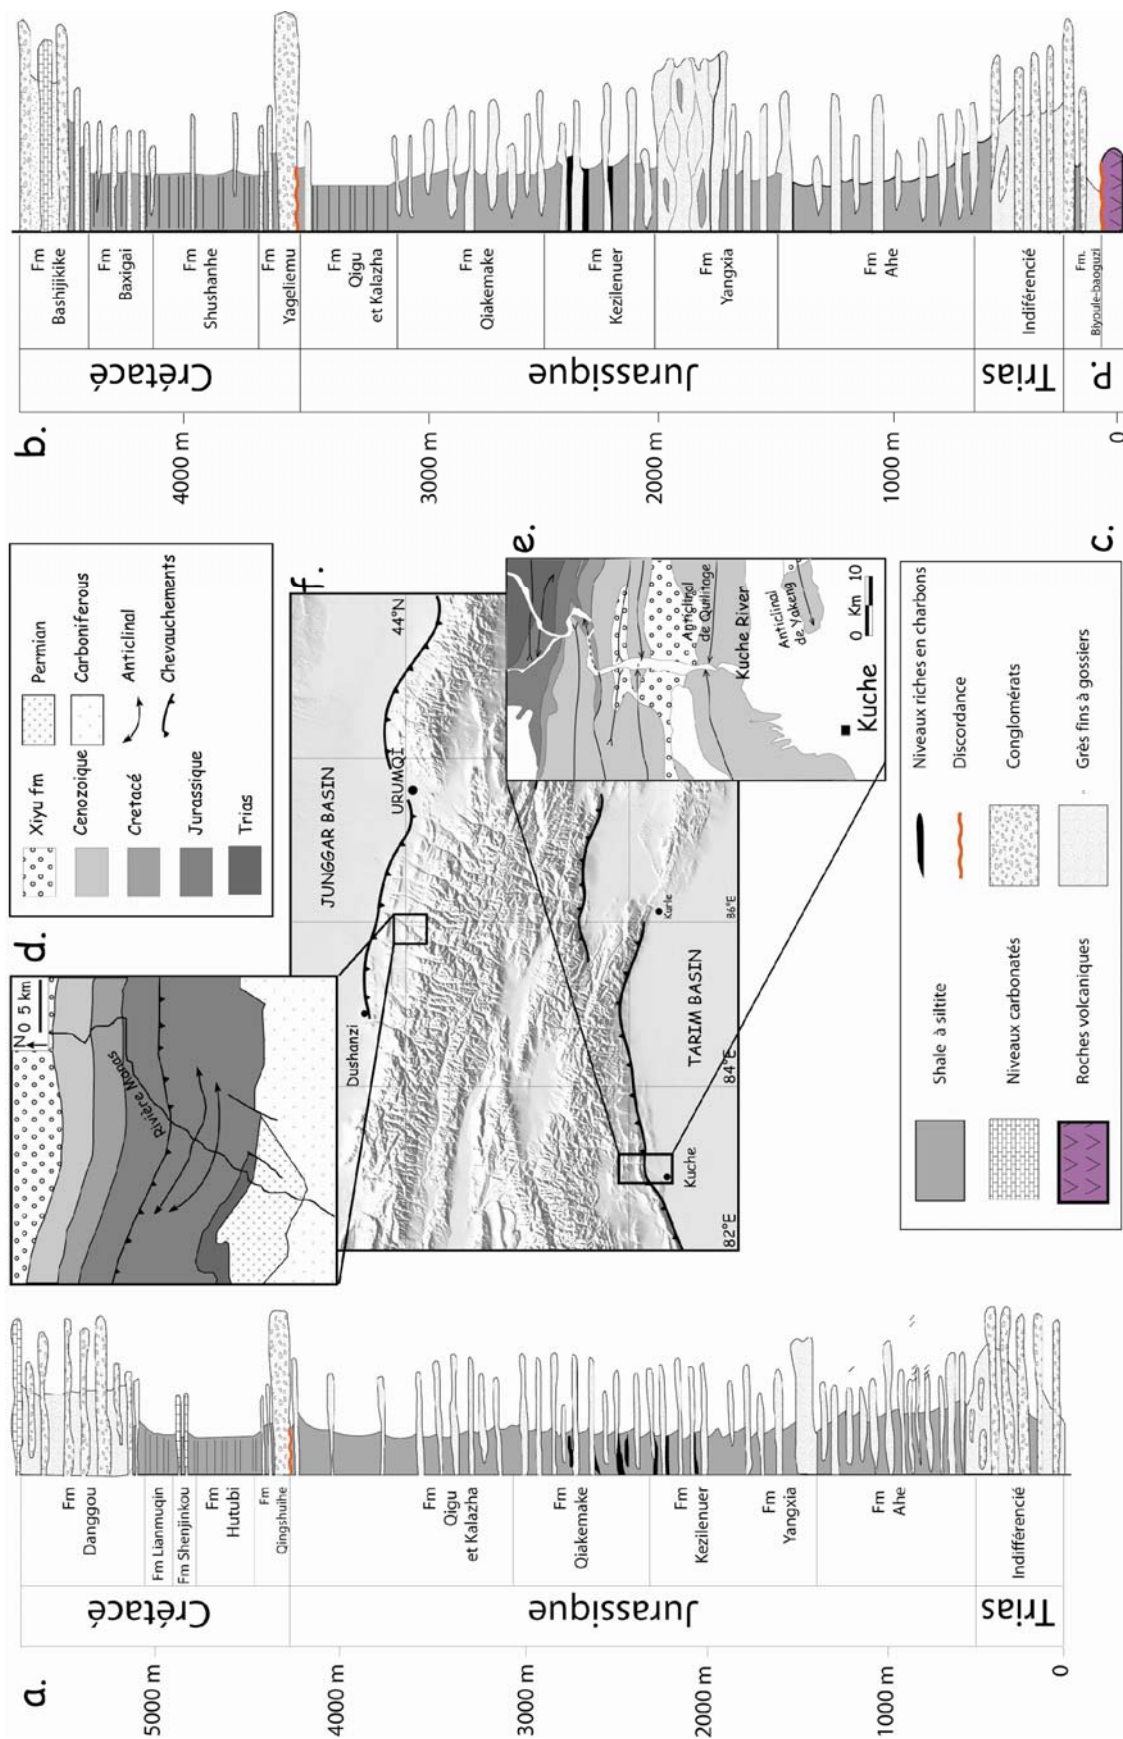 a.
5000 m
4000 m
3000 m
2000 m
1000 m
0
Crétacé
Jurassique
Trias
Fm
Danggou
Fm Lianmuqin
Fm Shenjinkou
Fm
Hutubi
Fm
Qingshuihe
Fm
Qigu
et Kalazha
Fm
Qiakemake
Fm
Kezilenuer
Fm
Yangxia
Fm
Ahe
Indifférencié
d.
N
0 5 km
Rivière Manas
Xiyu fm
Cenozoique
Cretacé
Jurassique
Trias
Permian
Carboniferous
Anticlinal
Chevauchements
f.
44°N
JUNGGAR BASIN
URUMQI
Dushanzi
TARIM BASIN
Kurle
Kuche
82°E
84°E
86°E
e.
Anticlinal
de Quilitage
Kuche River
Anticlinal
de Yakeng
Kuche
0 Km 10
c.
Shale à siltite
Niveaux carbonatés
Roches volcaniques
Niveaux riches en charbons
Discordance
Conglomérats
Grès fins à gossiers
b.
4000 m
3000 m
2000 m
1000 m
0
Crétacé
Jurassique
Trias
P.
Fm
Bashijikike
Fm
Baxigai
Fm
Shushanhe
Fm
Yageliemu
Fm
Qigu
et Kalazha
Fm
Qiakemake
Fm
Kezilenuer
Fm
Yangxia
Fm
Ahe
Indiférencié
Fm.
Biyoule-baoguzi